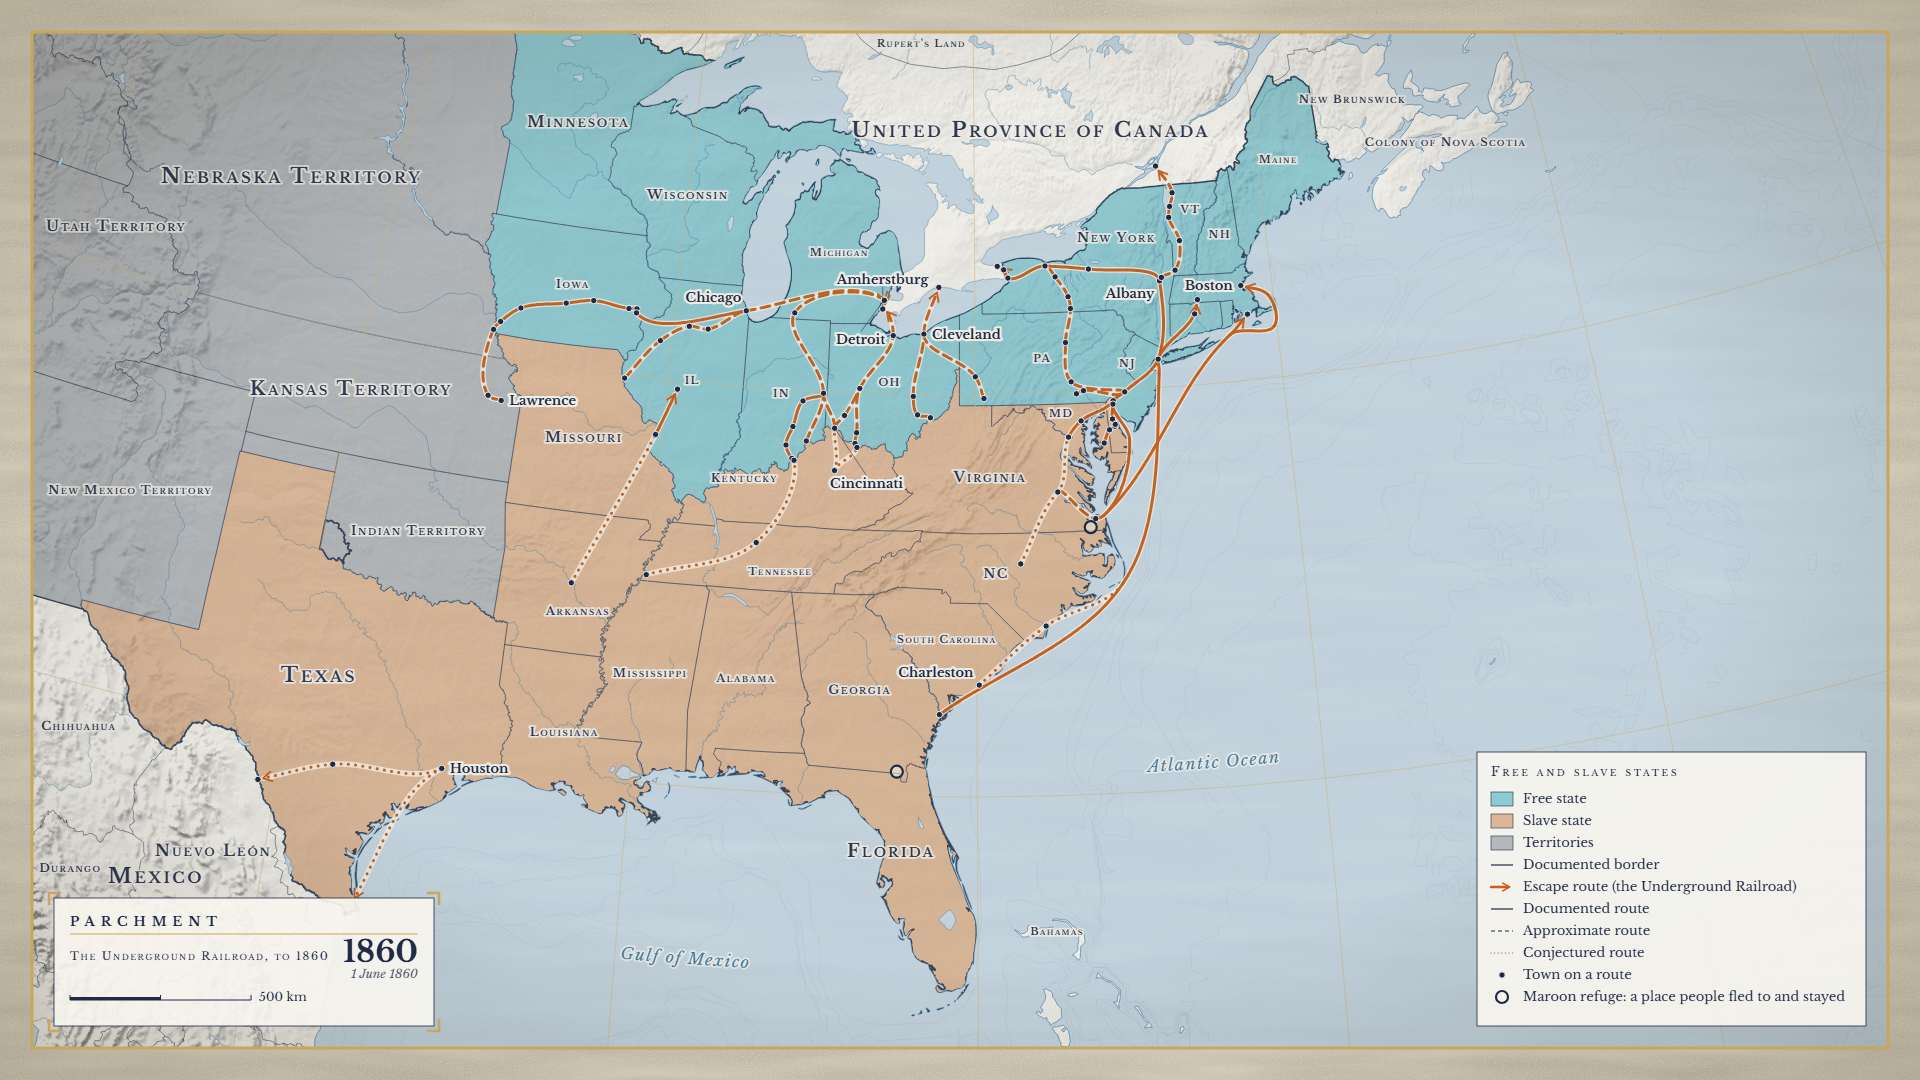 Rupert's Land
New Brunswick
Minnesota
United Province of Canada
Colony of Nova Scotia
Maine
Nebraska Territory
Wisconsin
VT
Utah Territory
New York
NH
Michigan
Amherstburg
Iowa
Chicago
Albany
Boston
Detroit
Cleveland
PA
NJ
IL
OH
Kansas Territory
IN
Lawrence
MD
Missouri
Kentucky
Virginia
Cincinnati
New Mexico Territory
Indian Territory
Tennessee
NC
Arkansas
South Carolina
Texas
Mississippi
Alabama
Charleston
Georgia
Chihuahua
Louisiana
Houston
Atlantic Ocean
Nuevo León
Florida
Durango
Mexico
Bahamas
Gulf of Mexico
PARCHMENT
The Underground Railroad, to 1860
1860
1 June 1860
500 km
Free and slave states
Free state
Slave state
Territories
Documented border
Escape route (the Underground Railroad)
Documented route
Approximate route
Conjectured route
Town on a route
Maroon refuge: a place people fled to and stayed